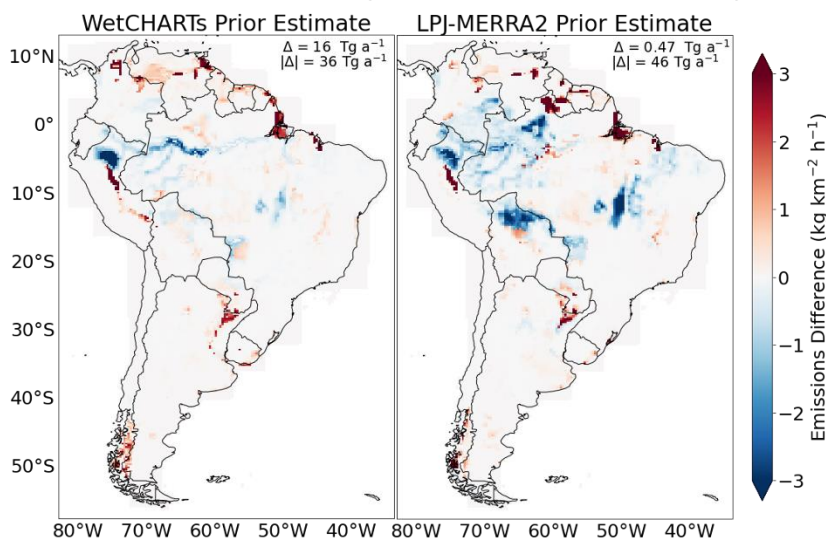 WetCHARTs Prior Estimate
Δ = 16 Tg a⁻¹
|Δ| = 36 Tg a⁻¹
LPJ-MERRA2 Prior Estimate
Δ = 0.47 Tg a⁻¹
|Δ| = 46 Tg a⁻¹
10°N
0°
10°S
20°S
30°S
40°S
50°S
80°W 70°W 60°W 50°W 40°W
80°W 70°W 60°W 50°W 40°W
3
2
1
0
−1
−2
−3
Emissions Difference (kg km⁻² h⁻¹)